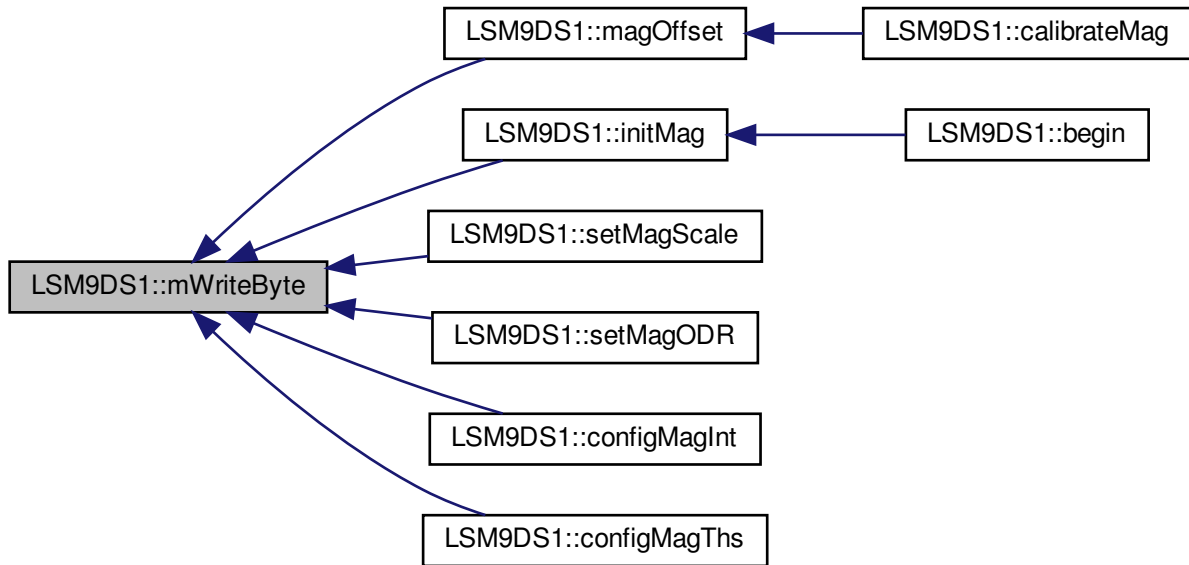 LSM9DS1::magOffset
LSM9DS1::calibrateMag
LSM9DS1::initMag
LSM9DS1::begin
LSM9DS1::setMagScale
LSM9DS1::mWriteByte
LSM9DS1::setMagODR
LSM9DS1::configMagInt
LSM9DS1::configMagThs